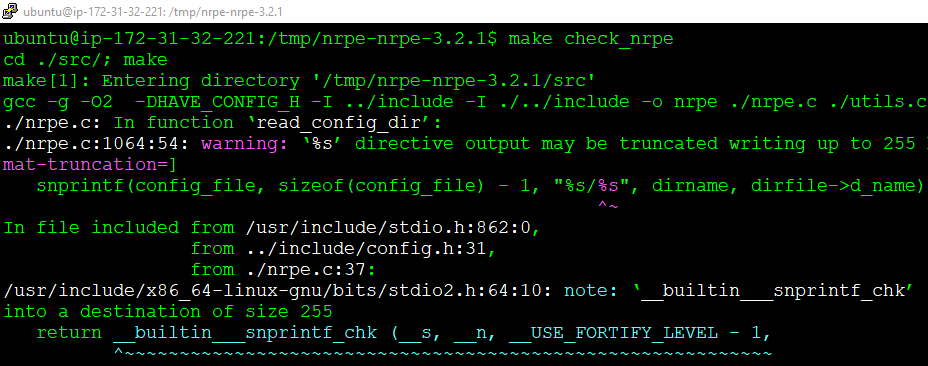 ubuntu@ip-172-31-32-221: /tmp/nrpe-nrpe-3.2.1
ubuntu@ip-172-31-32-221:/tmp/nrpe-nrpe-3.2.1$ make check_nrpe
cd ./src/; make
make[1]: Entering directory '/tmp/nrpe-nrpe-3.2.1/src'
gcc -g -O2  -DHAVE_CONFIG_H -I ../include -I ./../include -o nrpe ./nrpe.c ./utils.c
./nrpe.c: In function ‘read_config_dir’:
./nrpe.c:1064:54: warning: ‘%s’ directive output may be truncated writing up to 255
mat-truncation=]
   snprintf(config_file, sizeof(config_file) - 1, "%s/%s", dirname, dirfile->d_name)
                                                      ^~
In file included from /usr/include/stdio.h:862:0,
                 from ../include/config.h:31,
                 from ./nrpe.c:37:
/usr/include/x86_64-linux-gnu/bits/stdio2.h:64:10: note: ‘__builtin___snprintf_chk’
into a destination of size 255
   return __builtin___snprintf_chk (__s, __n, __USE_FORTIFY_LEVEL - 1,
          ^~~~~~~~~~~~~~~~~~~~~~~~~~~~~~~~~~~~~~~~~~~~~~~~~~~~~~~~~~~~